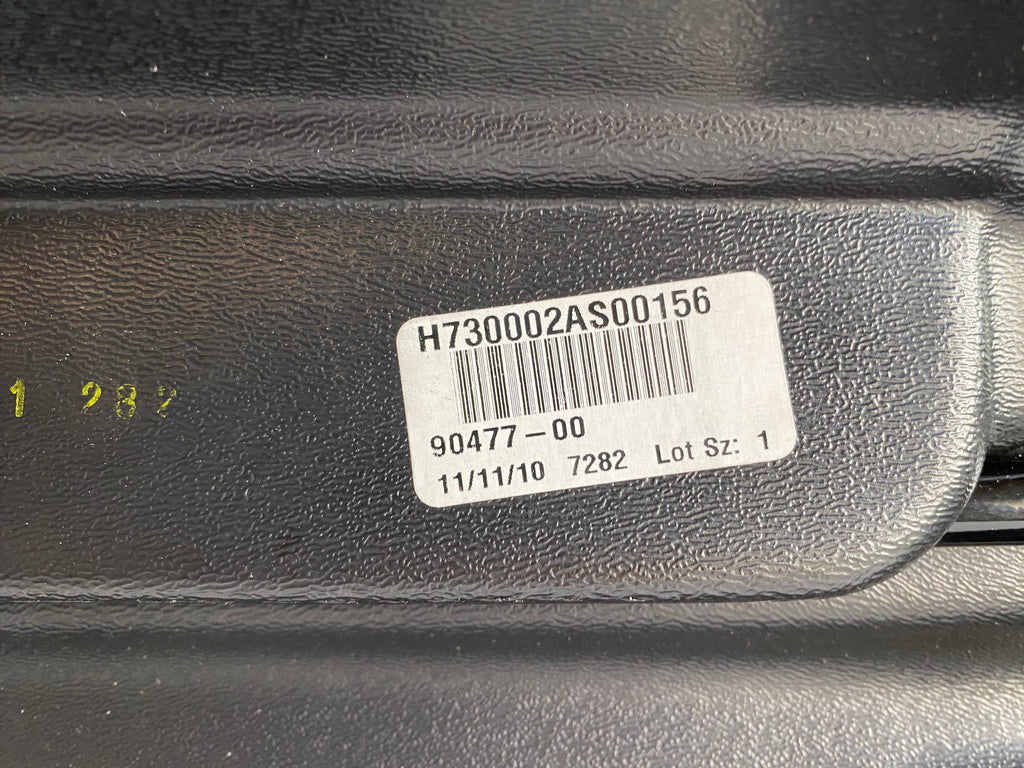 H730002AS00156
90477-00
11/11/10 7282 Lot Sz: 1
1 282